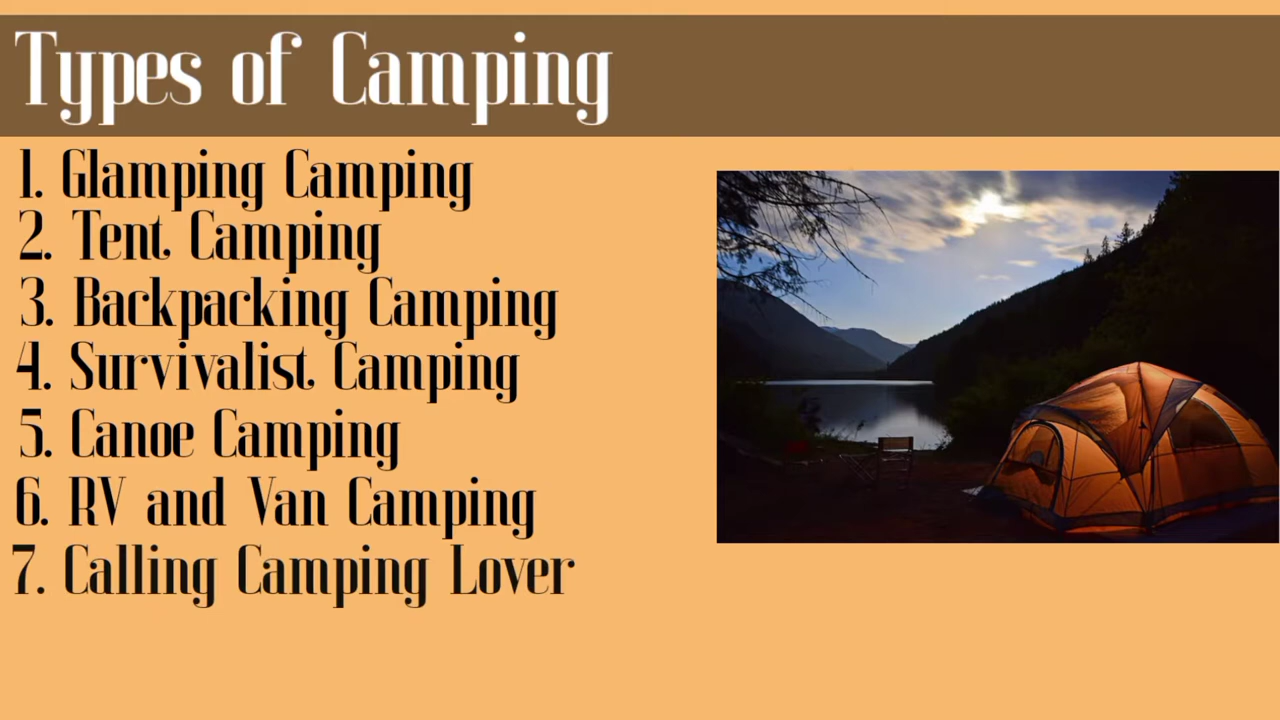 Types of Camping
1. Glamping Camping
2. Tent Camping
3. Backpacking Camping
4. Survivalist Camping
5. Canoe Camping
6. RV and Van Camping
7. Calling Camping Lover